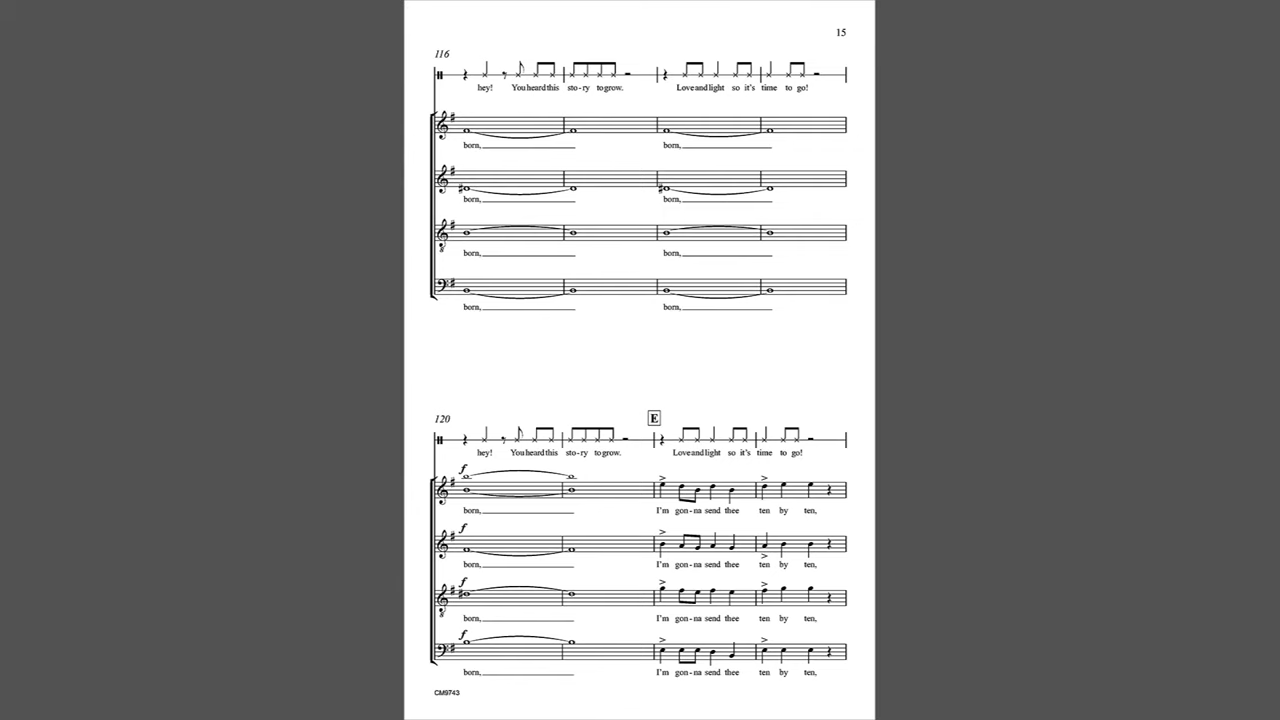 15
116
hey! You heard this sto - ry to grow. Love and light so it's time to go!
born, born,
born, born,
born, born,
born, born,
120
E
hey! You heard this sto - ry to grow. Love and light so it's time to go!
f
born, I'm gon - na send thee ten by ten,
f
born, I'm gon - na send thee ten by ten,
f
born, I'm gon - na send thee ten by ten,
f
born, I'm gon - na send thee ten by ten,
CM9743